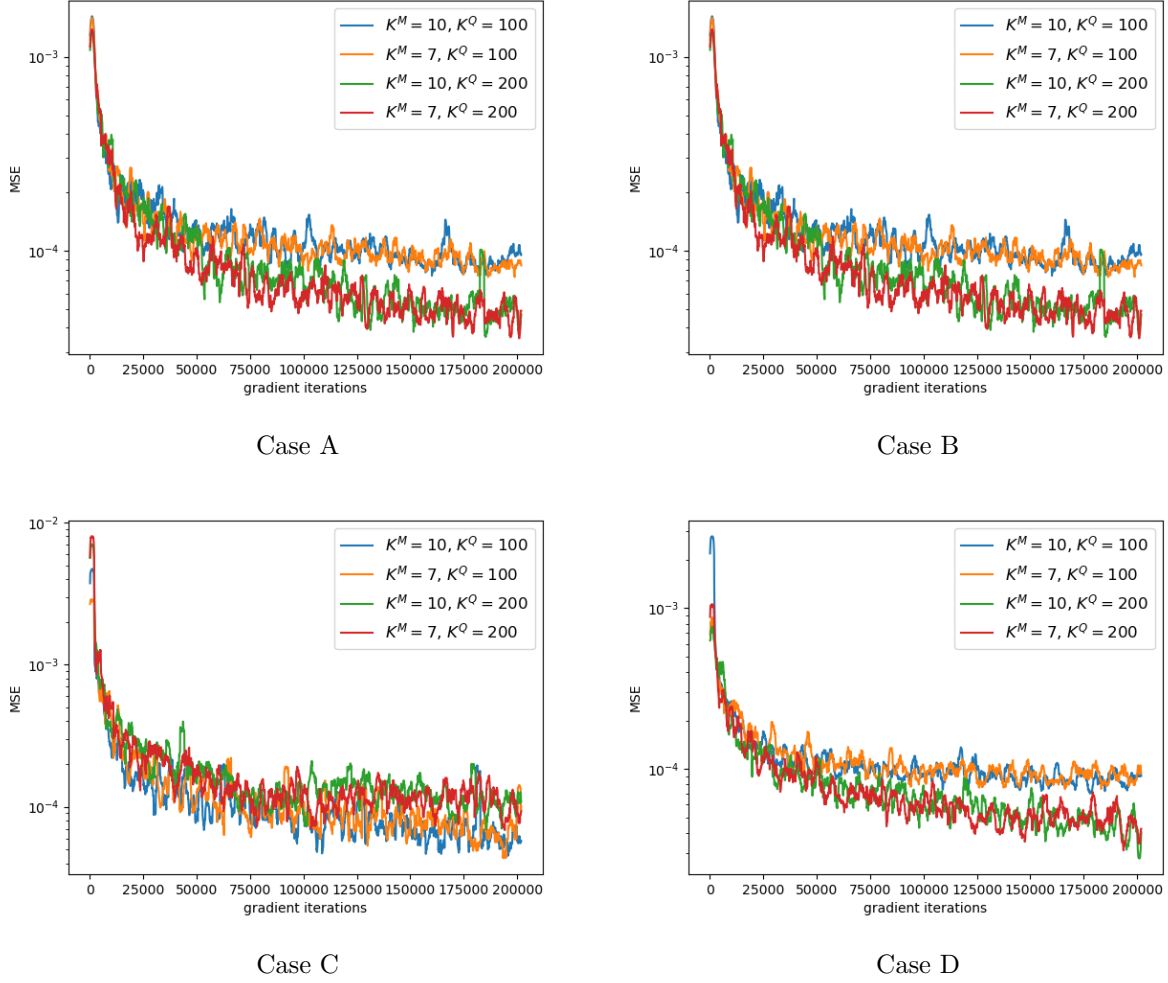 K^M = 10, K^Q = 100
K^M = 7, K^Q = 100
K^M = 10, K^Q = 200
K^M = 7, K^Q = 200
10^{-3}
10^{-4}
MSE
0 25000 50000 75000 100000 125000 150000 175000 200000
gradient iterations
Case A
K^M = 10, K^Q = 100
K^M = 7, K^Q = 100
K^M = 10, K^Q = 200
K^M = 7, K^Q = 200
10^{-3}
10^{-4}
MSE
0 25000 50000 75000 100000 125000 150000 175000 200000
gradient iterations
Case B
10^{-2}
K^M = 10, K^Q = 100
K^M = 7, K^Q = 100
K^M = 10, K^Q = 200
K^M = 7, K^Q = 200
10^{-3}
10^{-4}
MSE
0 25000 50000 75000 100000 125000 150000 175000 200000
gradient iterations
Case C
K^M = 10, K^Q = 100
K^M = 7, K^Q = 100
K^M = 10, K^Q = 200
K^M = 7, K^Q = 200
10^{-3}
10^{-4}
MSE
0 25000 50000 75000 100000 125000 150000 175000 200000
gradient iterations
Case D